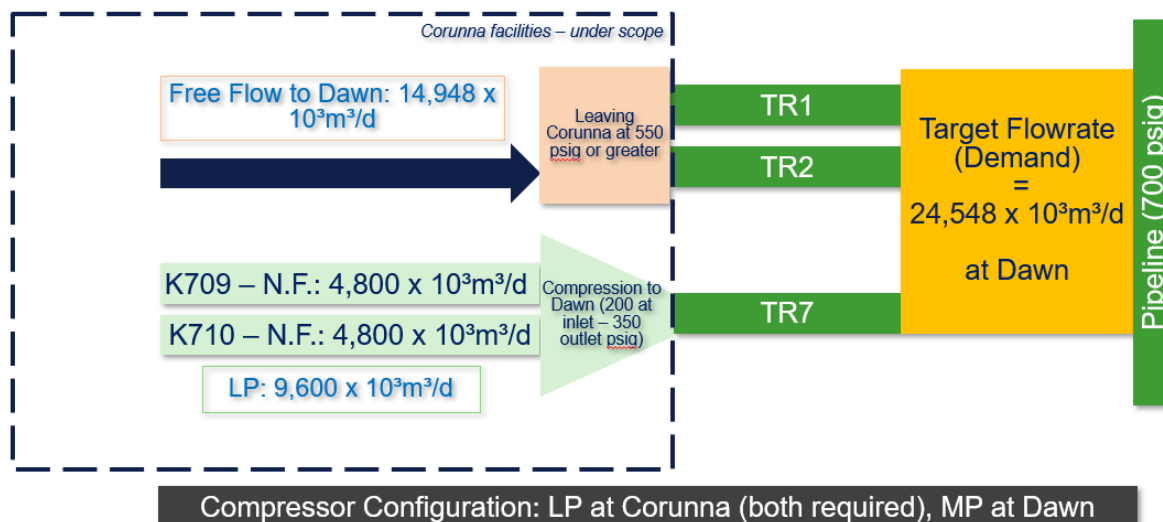 Corunna facilities – under scope
Free Flow to Dawn: 14,948 x
10³m³/d
Leaving
Corunna at 550
psig or greater
TR1
TR2
Target Flowrate
(Demand)
=
24,548 x 10³m³/d
at Dawn
Pipeline (700 psig)
K709 – N.F.: 4,800 x 10³m³/d
K710 – N.F.: 4,800 x 10³m³/d
LP: 9,600 x 10³m³/d
Compression to
Dawn (200 at
inlet – 350
outlet psig)
TR7
Compressor Configuration: LP at Corunna (both required), MP at Dawn